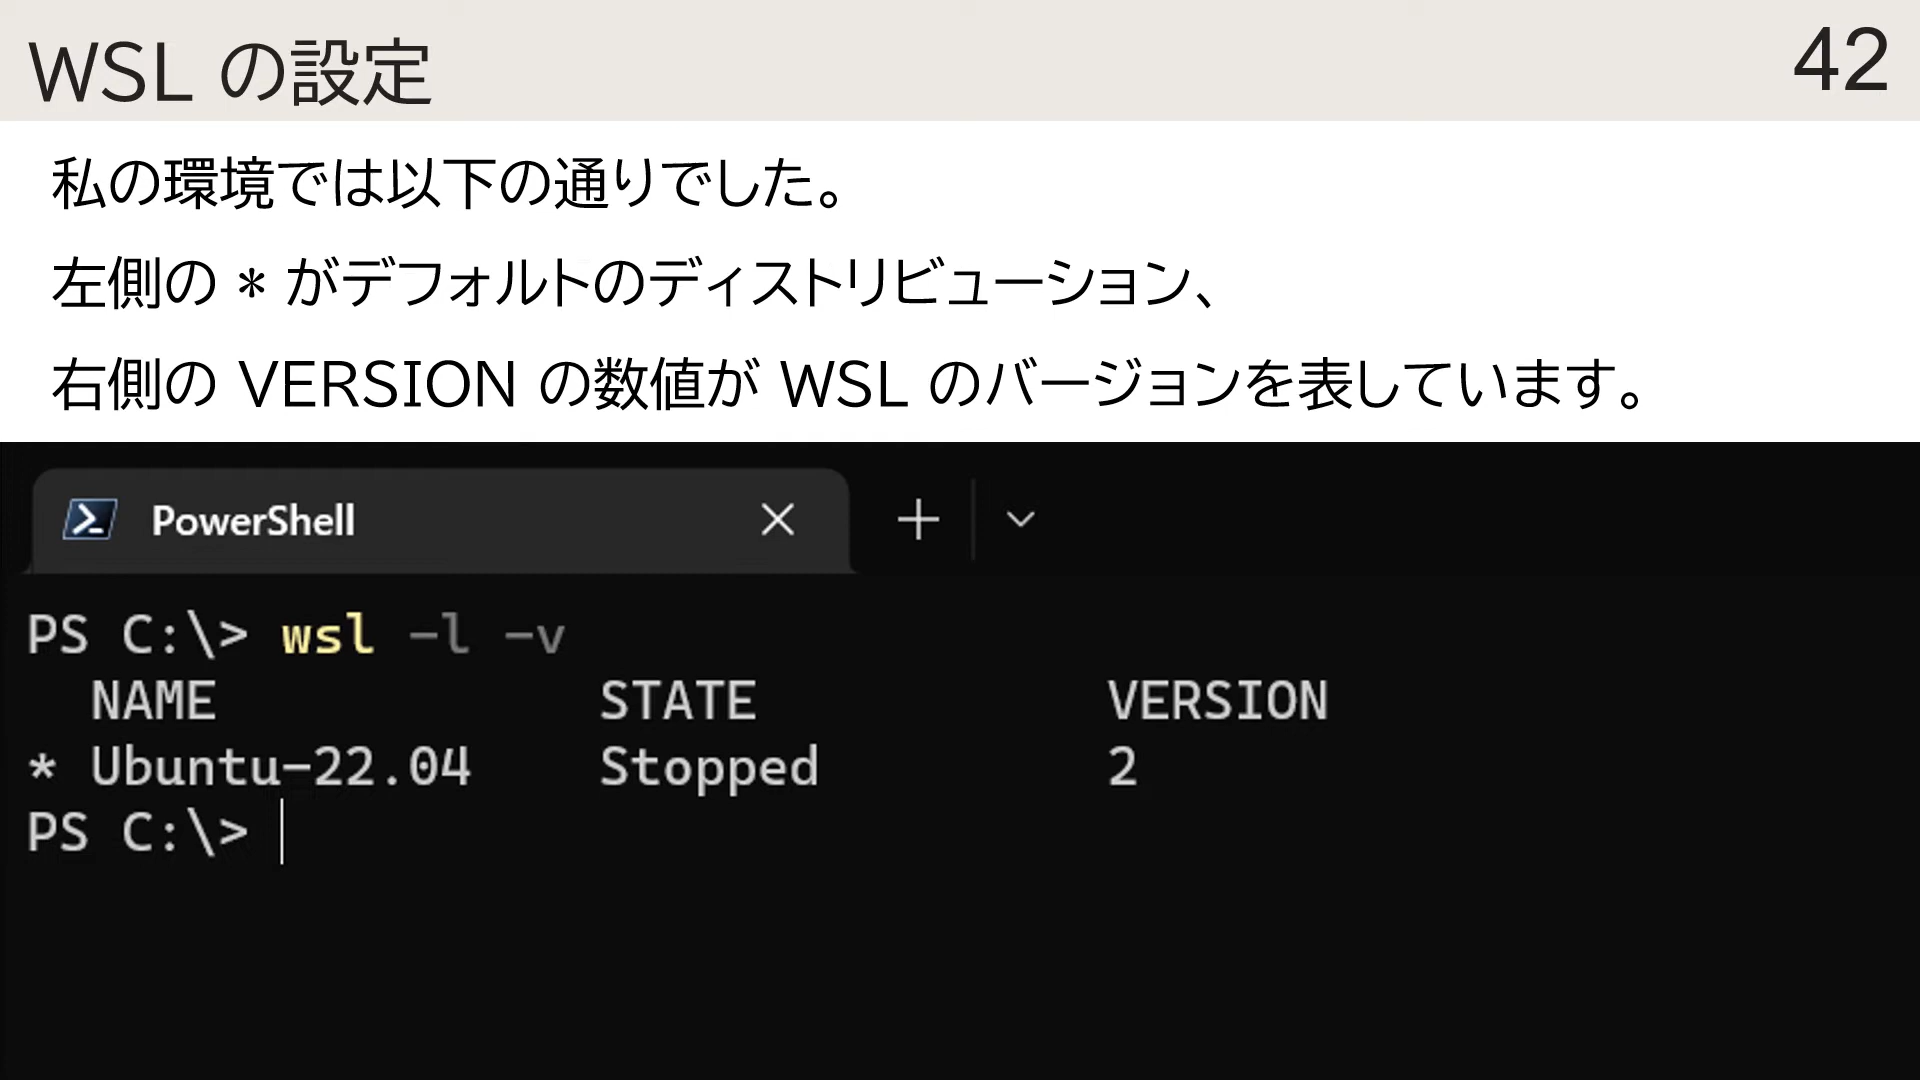 WSL の設定
42
私の環境では以下の通りでした。
左側の * がデフォルトのディストリビューション、
右側の VERSION の数値が WSL のバージョンを表しています。
PowerShell
PS C:\> wsl -l -v
NAME STATE VERSION
* Ubuntu-22.04 Stopped 2
PS C:\>